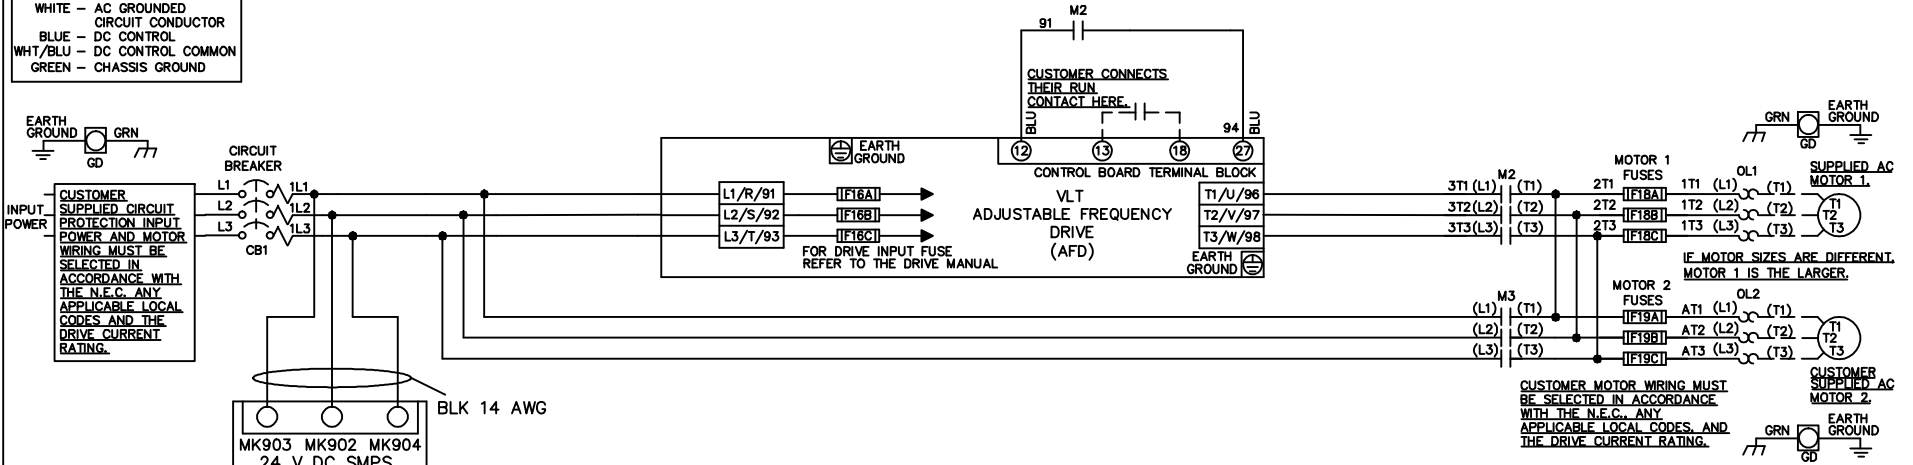 WHITE – AC GROUNDED
CIRCUIT CONDUCTOR
BLUE – DC CONTROL
WHT/BLU – DC CONTROL COMMON
GREEN – CHASSIS GROUND
EARTH
GROUND
GRN
GD
INPUT
POWER
CUSTOMER
SUPPLIED CIRCUIT
PROTECTION INPUT
POWER AND MOTOR
WIRING MUST BE
SELECTED IN
ACCORDANCE WITH
THE N.E.C. ANY
APPLICABLE LOCAL
CODES AND THE
DRIVE CURRENT
RATING.
CIRCUIT
BREAKER
L1
L2
L3
1L1
1L2
1L3
CB1
BLK 14 AWG
MK903 MK902 MK904
24 V DC SMPS
M2
91
CUSTOMER CONNECTS
THEIR RUN
CONTACT HERE.
BLU
94
BLU
12
13
18
27
CONTROL BOARD TERMINAL BLOCK
EARTH
GROUND
L1/R/91
L2/S/92
L3/T/93
F16A
F16B
F16C
FOR DRIVE INPUT FUSE
REFER TO THE DRIVE MANUAL
VLT
ADJUSTABLE FREQUENCY
DRIVE
(AFD)
T1/U/96
T2/V/97
T3/W/98
EARTH
GROUND
M2
3T1 (L1) (T1)
3T2(L2) (T2)
3T3(L3) (T3)
M3
(L1) (T1)
(L2) (T2)
(L3) (T3)
MOTOR 1
FUSES
2T1 F18A 1T1 (L1)
2T2 F18B 1T2 (L2)
2T3 F18C 1T3 (L3)
OL1
(T1)
(T2)
(T3)
T1
T2
T3
GRN
GD
EARTH
GROUND
SUPPLIED AC
MOTOR 1.
IF MOTOR SIZES ARE DIFFERENT,
MOTOR 1 IS THE LARGER.
MOTOR 2
FUSES
F19A AT1 (L1)
F19B AT2 (L2)
F19C AT3 (L3)
OL2
(T1)
(T2)
(T3)
T1
T2
T3
CUSTOMER
SUPPLIED AC
MOTOR 2.
CUSTOMER MOTOR WIRING MUST
BE SELECTED IN ACCORDANCE
WITH THE N.E.C., ANY
APPLICABLE LOCAL CODES, AND
THE DRIVE CURRENT RATING.
GRN
GD
EARTH
GROUND